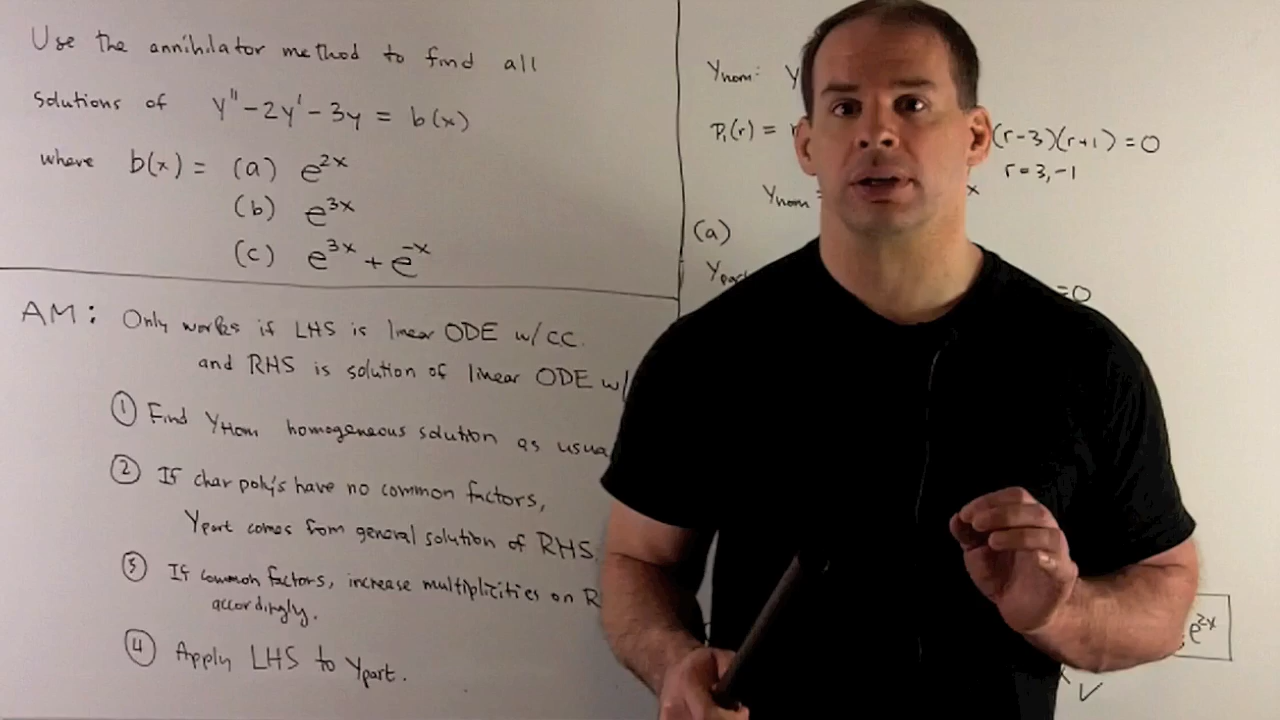 Use the annihilator method to find all
solutions of y'' - 2y' - 3y = b(x)
where b(x) = (a) e^{2x}
(b) e^{3x}
(c) e^{3x} + e^{-x}
AM: Only works if LHS is linear ODE w/ CC.
and RHS is solution of linear ODE w/
① Find Y_Hom homogeneous solution as
② If char poly's have no common factors,
Y_part comes from general solution of RHS.
③ If common factors, increase multiplicities on
accordingly.
④ Apply LHS to Y_part.
Y_hom: Y
P_1(r) = (r-3)(r+1) = 0
r = 3, -1
Y_hom = x
(a)
=0
e^{2x}
✓